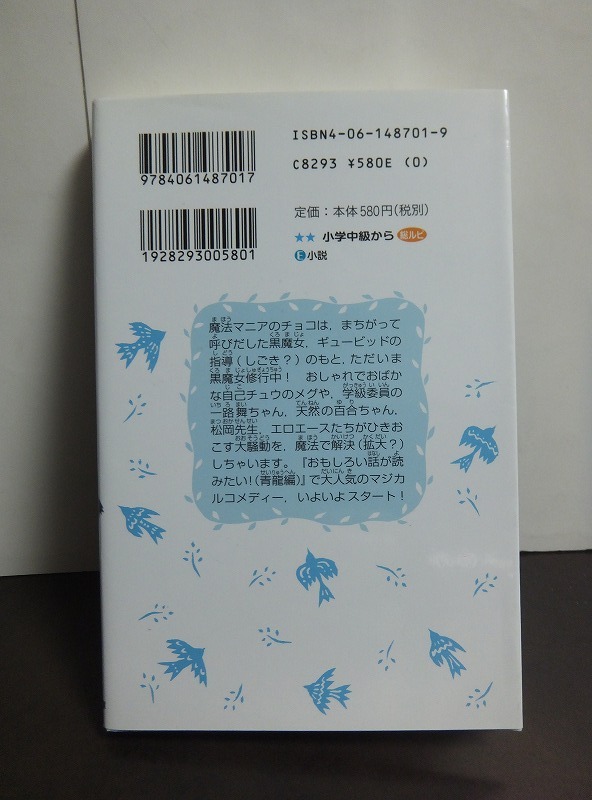 ISBN4-06-148701-9
C8293 ¥580E (0)
9784061487017
定価：本体580円(税別)
★★ 小学中級から 総ルビ
E 小説
1928293005801
魔法マニアのチョコは、まちがって
呼びだした黒魔女、ギュービッドの
指導(しごき？)のもと、ただいま
黒魔女修行中！ おしゃれでおばか
な自己チュウのメグや、学級委員の
一路舞ちゃん、天然の百合ちゃん、
松岡先生、エロエースたちがひきお
こす大騒動を、魔法で解決(拡大？)
しちゃいます。『おもしろい話が読
みたい！(青龍編)』で大人気のマジカ
ルコメディー、いよいよスタート！